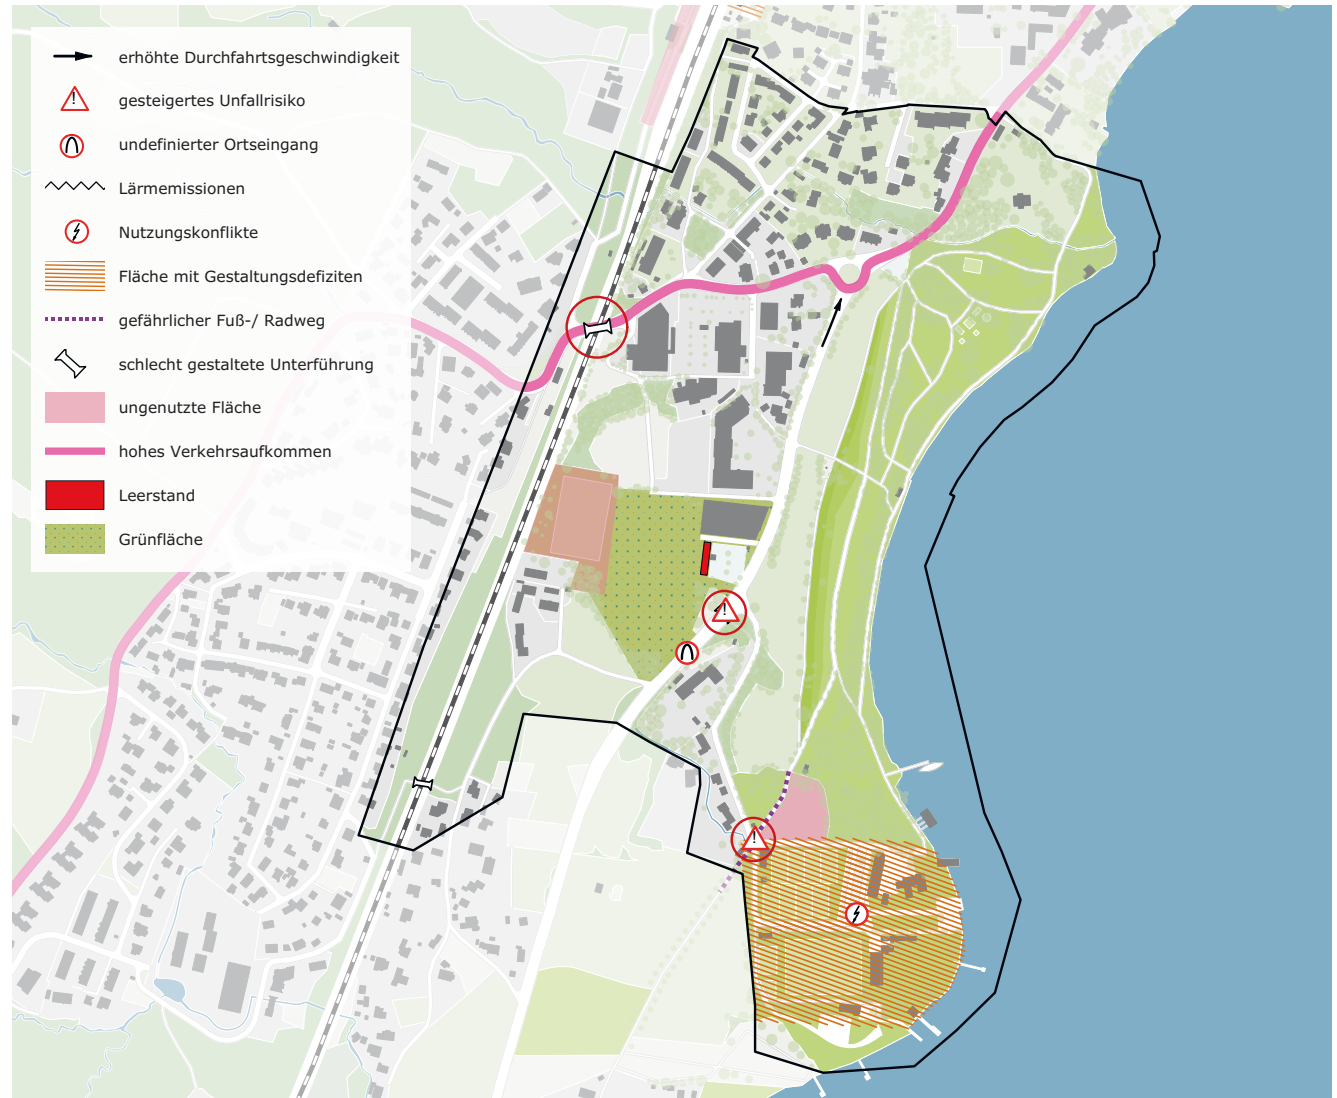 erhöhte Durchfahrtsgeschwindigkeit
gesteigertes Unfallrisiko
undefinierter Ortseingang
Lärmemissionen
Nutzungskonflikte
Fläche mit Gestaltungsdefiziten
gefährlicher Fuß-/ Radweg
schlecht gestaltete Unterführung
ungenutzte Fläche
hohes Verkehrsaufkommen
Leerstand
Grünfläche